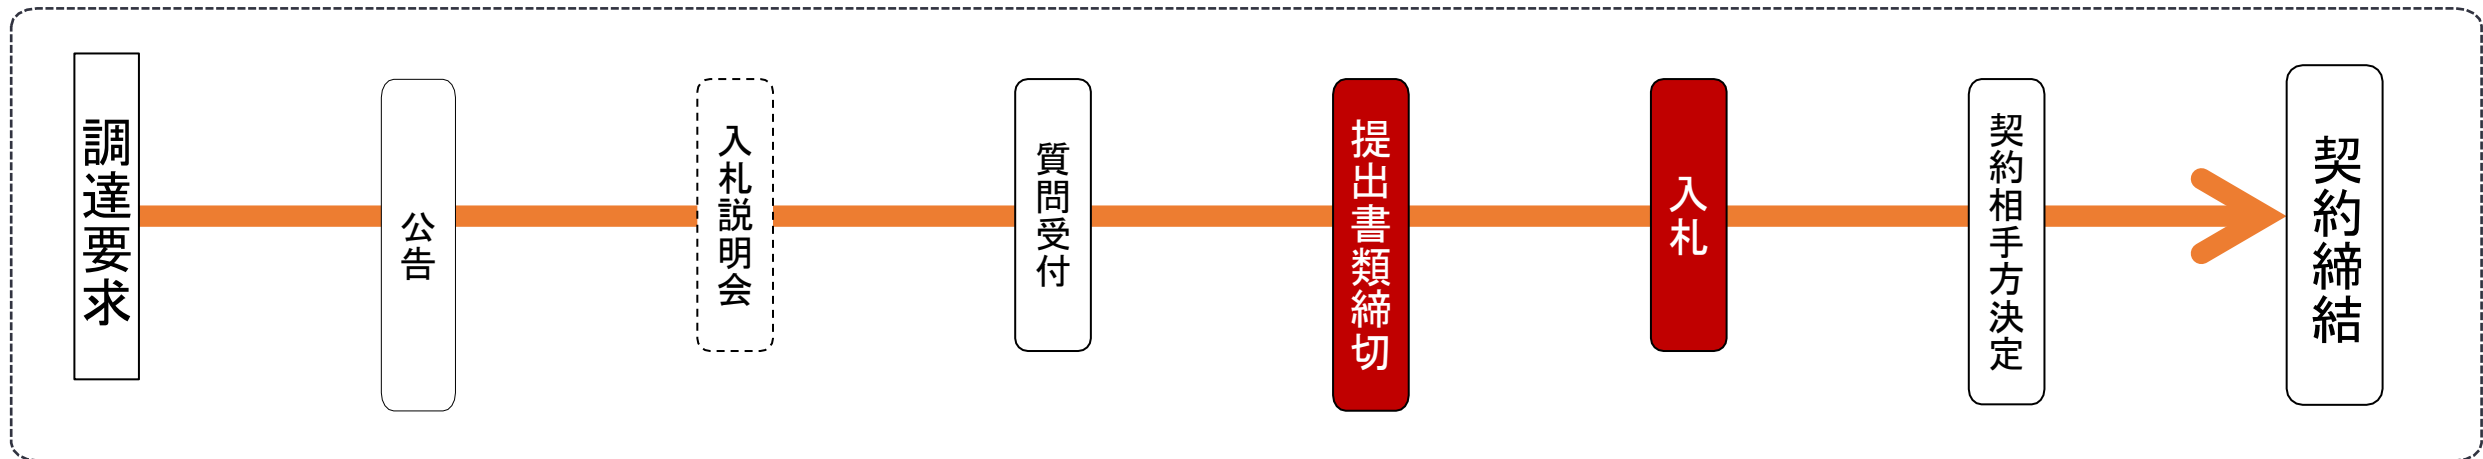 調達要求
公告
入札説明会
質問受付
提出書類締切
入札
契約相手方決定
契約締結